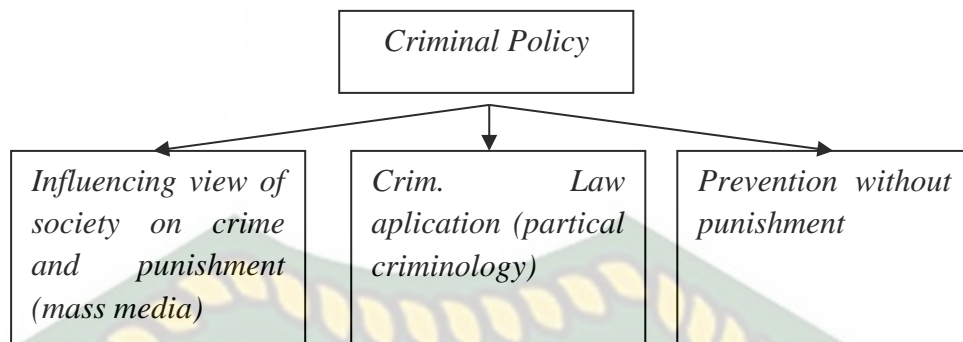 Criminal Policy
Influencing view of
society on crime
and punishment
(mass media)
Crim. Law
aplication (partical
criminology)
Prevention without
punishment